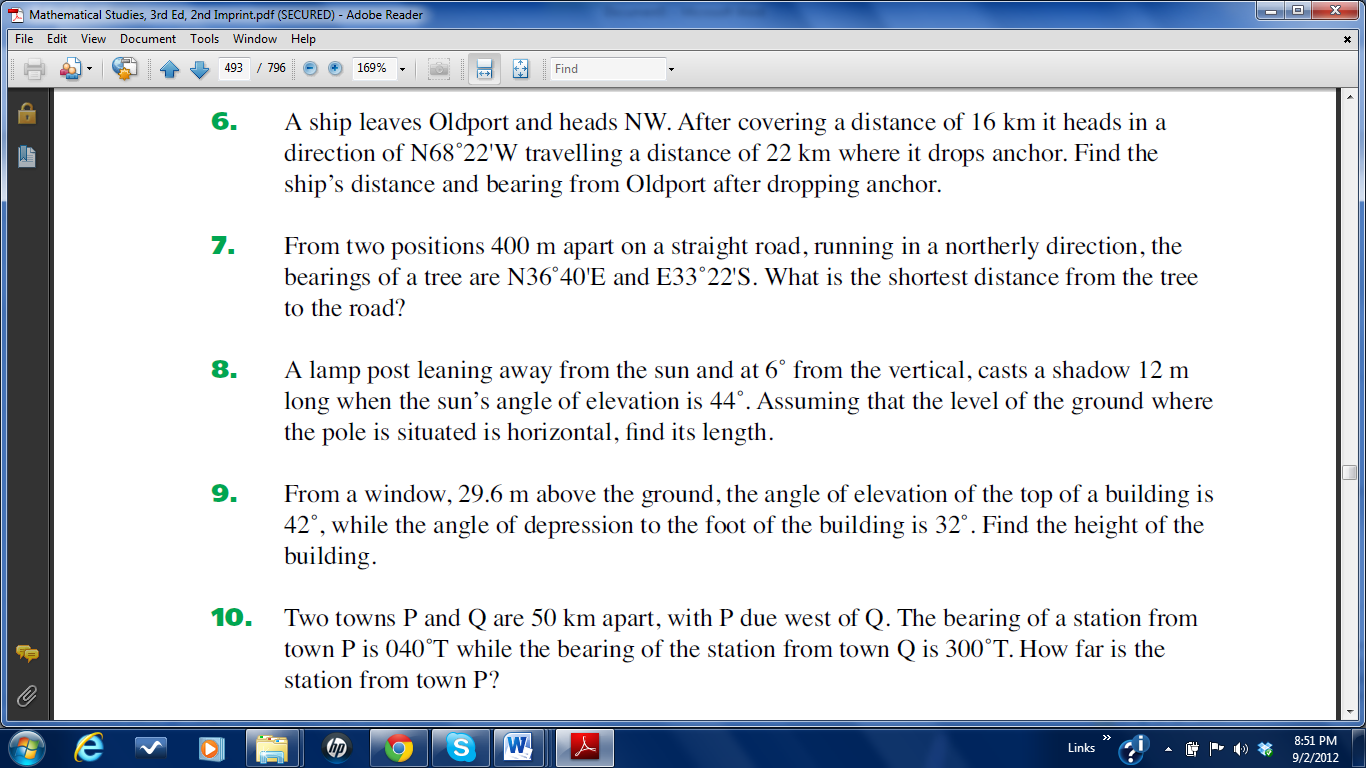 Mathematical Studies, 3rd Ed, 2nd Imprint.pdf (SECURED) - Adobe Reader
File Edit View Document Tools Window Help
493 / 796 169% Find
6. A ship leaves Oldport and heads NW. After covering a distance of 16 km it heads in a
direction of N68˚22'W travelling a distance of 22 km where it drops anchor. Find the
ship’s distance and bearing from Oldport after dropping anchor.
7. From two positions 400 m apart on a straight road, running in a northerly direction, the
bearings of a tree are N36˚40'E and E33˚22'S. What is the shortest distance from the tree
to the road?
8. A lamp post leaning away from the sun and at 6˚ from the vertical, casts a shadow 12 m
long when the sun’s angle of elevation is 44˚. Assuming that the level of the ground where
the pole is situated is horizontal, find its length.
9. From a window, 29.6 m above the ground, the angle of elevation of the top of a building is
42˚, while the angle of depression to the foot of the building is 32˚. Find the height of the
building.
10. Two towns P and Q are 50 km apart, with P due west of Q. The bearing of a station from
town P is 040˚T while the bearing of the station from town Q is 300˚T. How far is the
station from town P?
hp
Links » 8:51 PM
9/2/2012